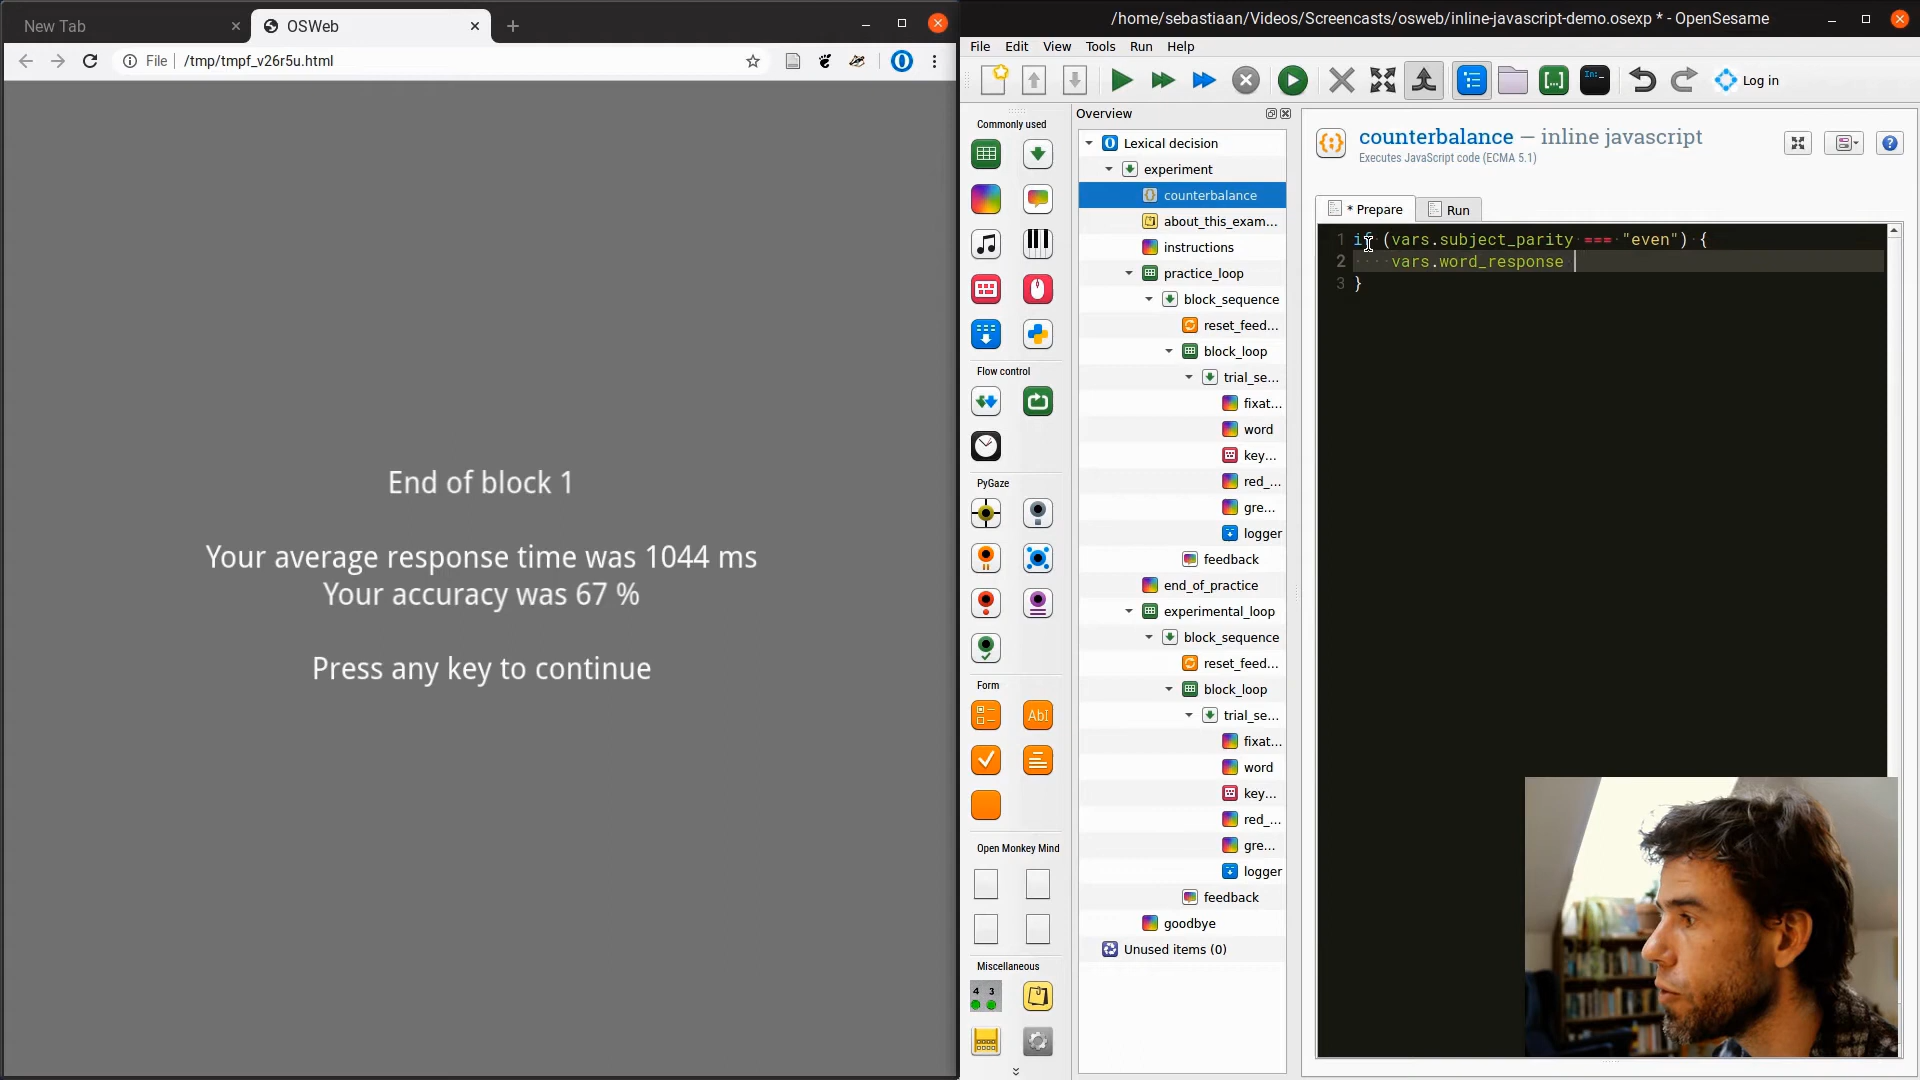 New Tab
OSWeb
File
/tmp/tmpf_v26r5u.html
End of block 1
Your average response time was 1044 ms
Your accuracy was 67 %
Press any key to continue
/home/sebastiaan/Videos/Screencasts/osweb/inline-javascript-demo.osexp * - OpenSesame
File Edit View Tools Run Help
Log in
Commonly used
Flow control
PyGaze
Form
AbI
Open Monkey Mind
Miscellaneous
4 3
Overview
Lexical decision
experiment
counterbalance
about_this_exam...
instructions
practice_loop
block_sequence
reset_feed...
block_loop
trial_se...
fixat...
word
key...
red_...
gre...
logger
feedback
end_of_practice
experimental_loop
block_sequence
reset_feed...
block_loop
trial_se...
fixat...
word
key...
red_...
gre...
logger
feedback
goodbye
Unused items (0)
counterbalance — inline javascript
Executes JavaScript code (ECMA 5.1)
* Prepare
Run
1 if (vars.subject_parity === "even") {
2 vars.word_response
3 }